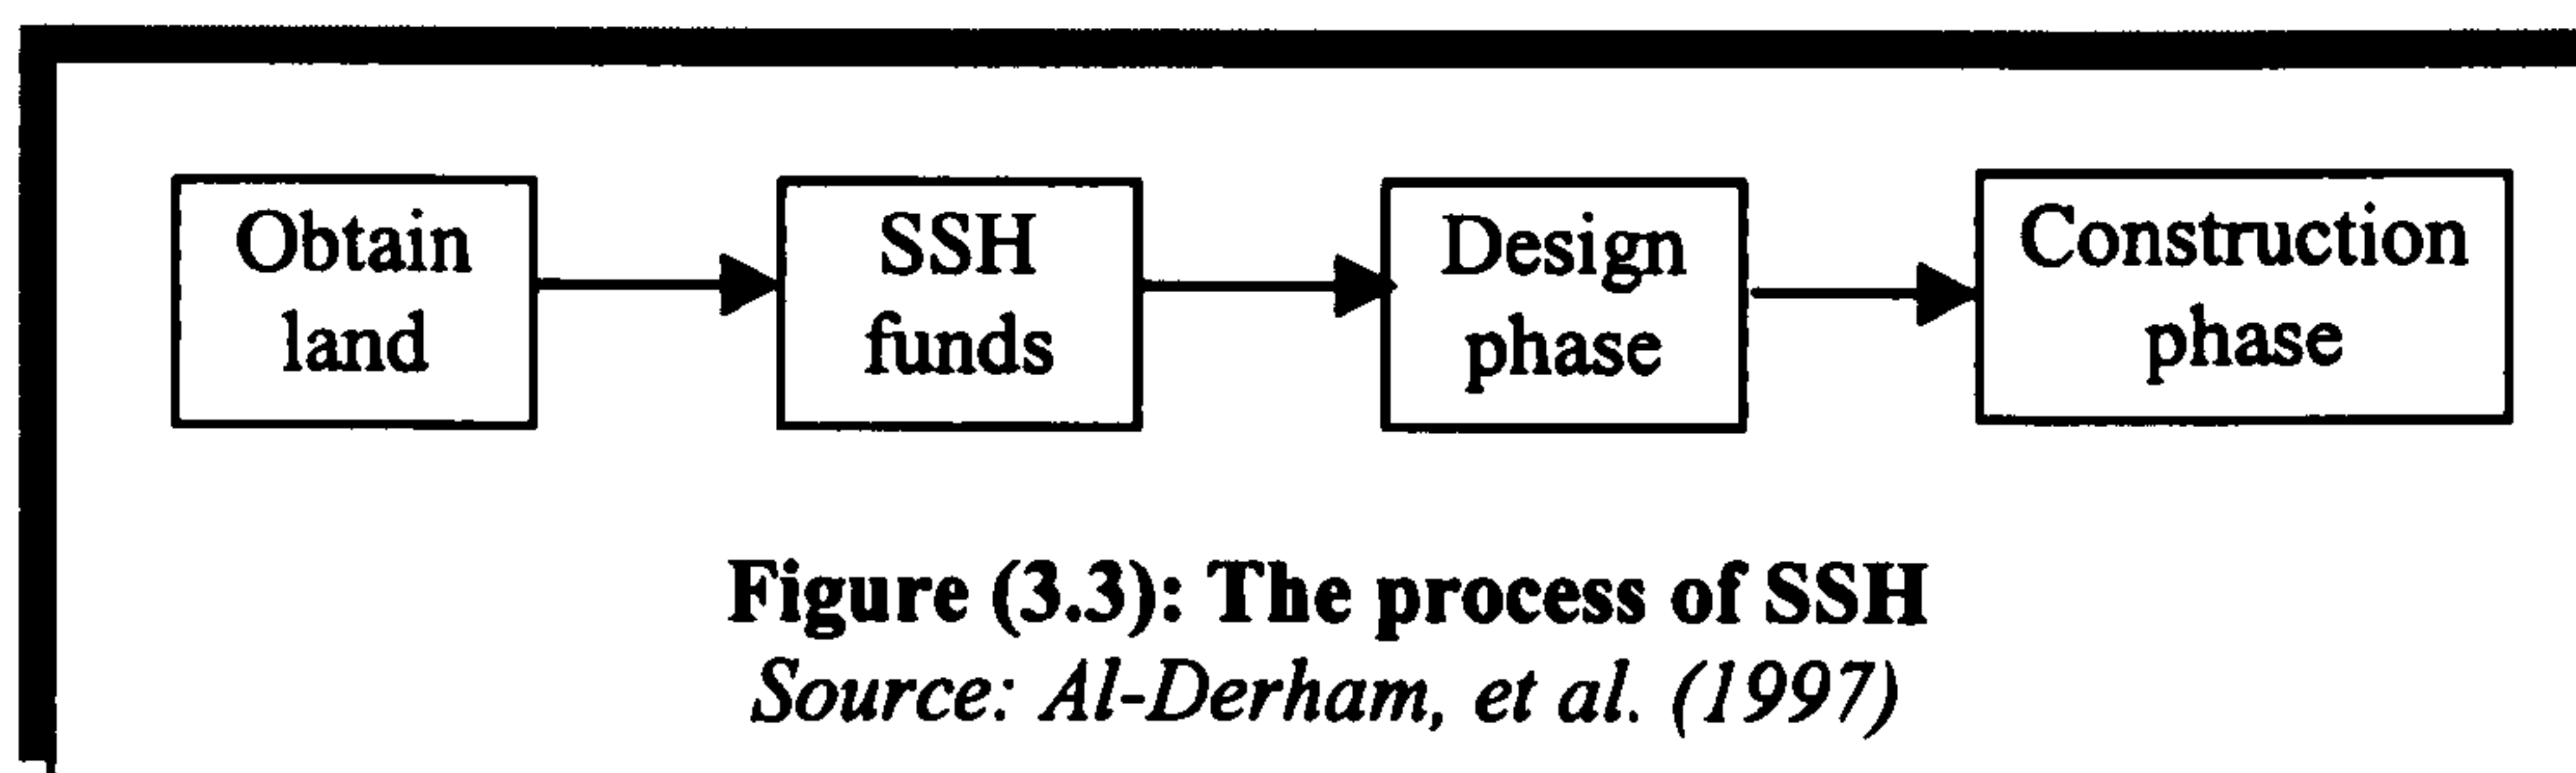 Obtain
land
SSH
funds
Design
phase
Construction
phase
Figure (3.3): The process of SSH
Source: Al-Derham, et al. (1997)